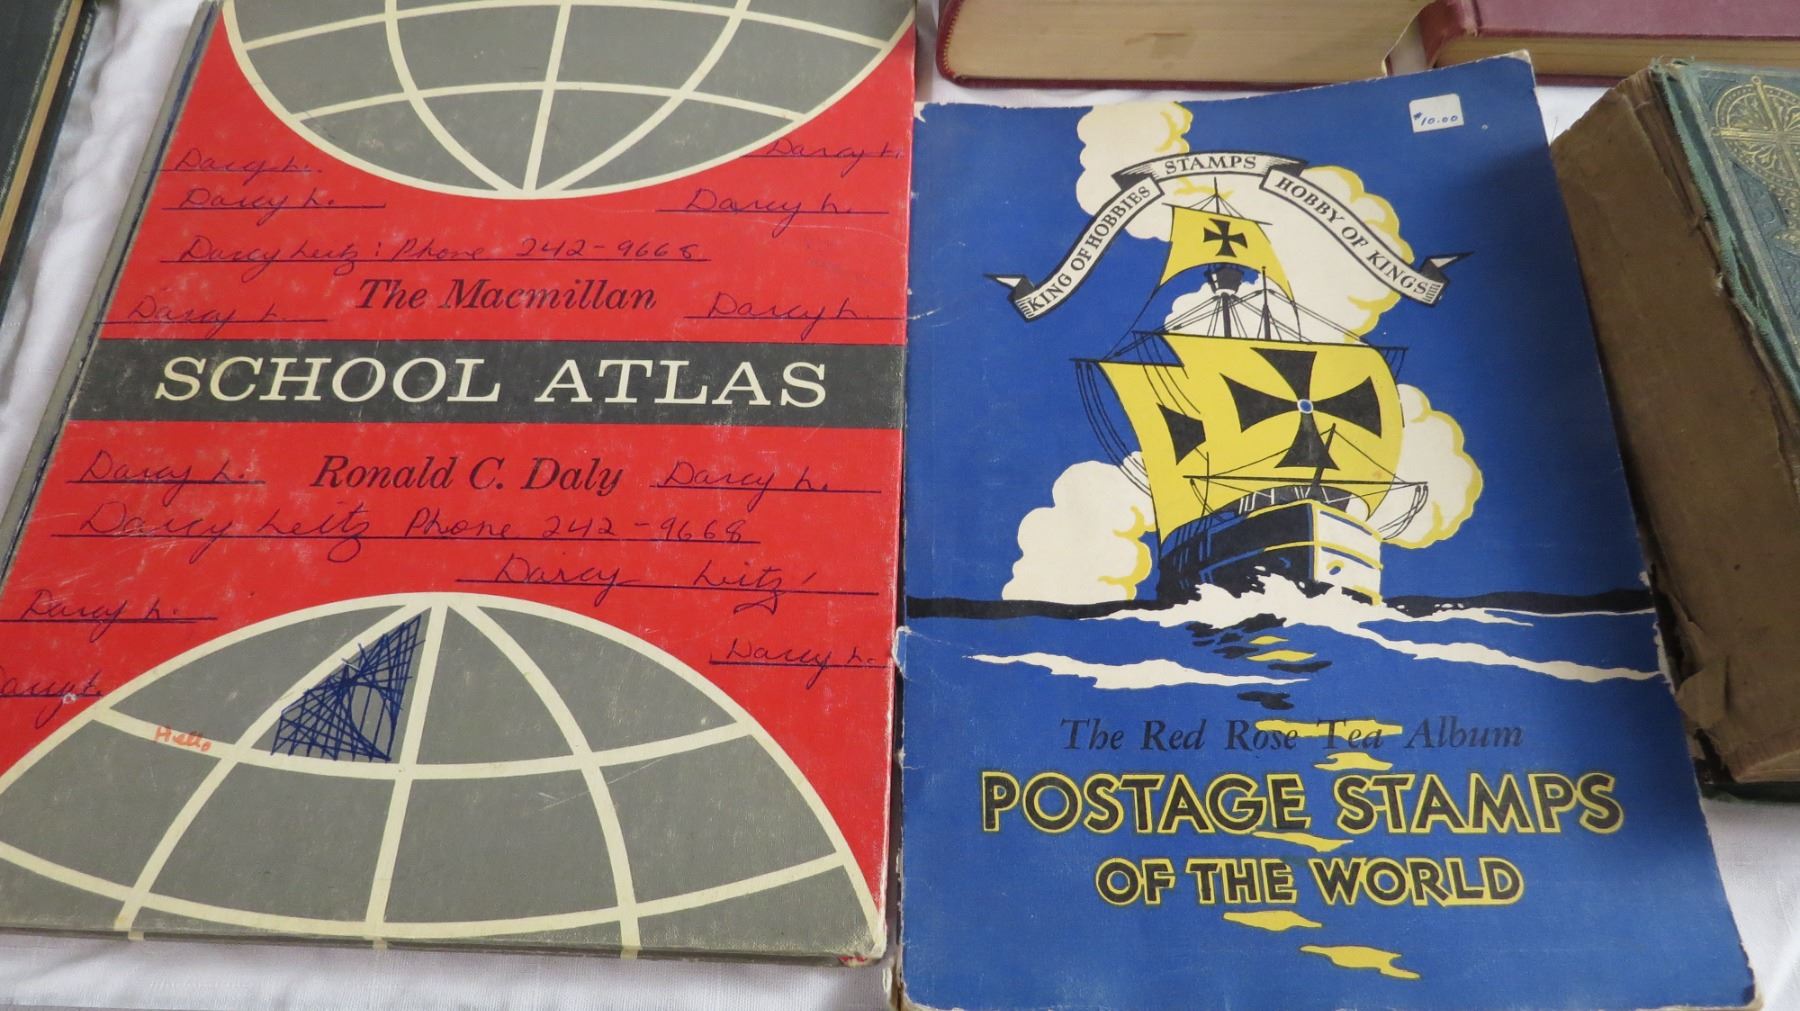 Darcy L.
Darcy L.
Darcy L.
Darcy L.
Darcy Leitz : Phone 242-9668
The Macmillan
Darcy L.
Darcy L.
SCHOOL ATLAS
Darcy L.
Ronald C. Daly
Darcy L.
Darcy Leitz Phone 242-9668
Darcy Leitz
Darcy L.
Darcy L.
Darcy L.
Hello
$10.00
KING OF HOBBIES STAMPS HOBBY OF KINGS
The Red Rose Tea Album
POSTAGE STAMPS
OF THE WORLD